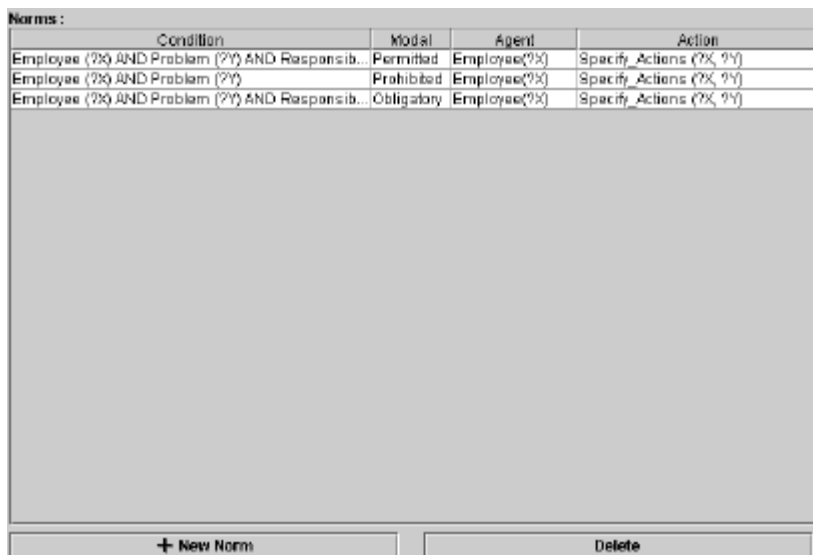 Norms :
Condition Modal Agent Action
Employee (?X) AND Problem (?Y) AND Responsib... Permitted Employee(?X) Specify_Actions (?X, ?Y)
Employee (?X) AND Problem (?Y) Prohibited Employee(?X) Specify_Actions (?X, ?Y)
Employee (?X) AND Problem (?Y) AND Responsib... Obligatory Employee(?X) Specify_Actions (?X, ?Y)
+ New Norm Delete